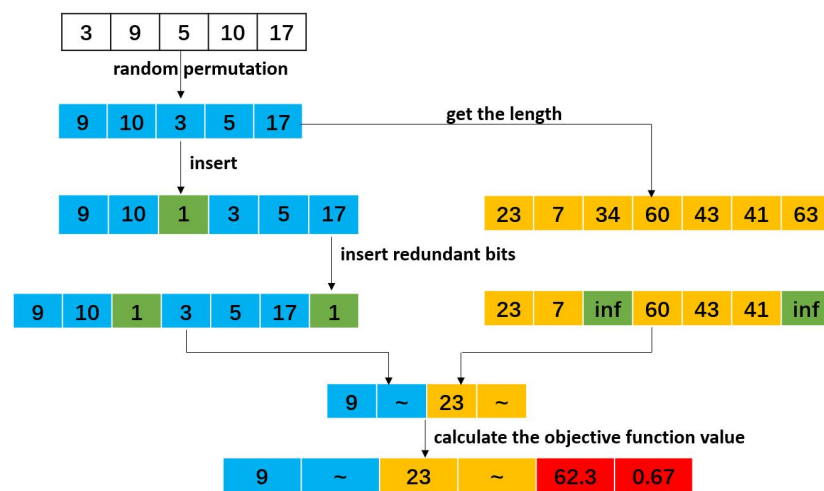 3 9 5 10 17
random permutation
9 10 3 5 17
get the length
insert
9 10 1 3 5 17
23 7 34 60 43 41 63
insert redundant bits
9 10 1 3 5 17 1
23 7 inf 60 43 41 inf
9 ~ 23 ~
calculate the objective function value
9 ~ 23 ~ 62.3 0.67